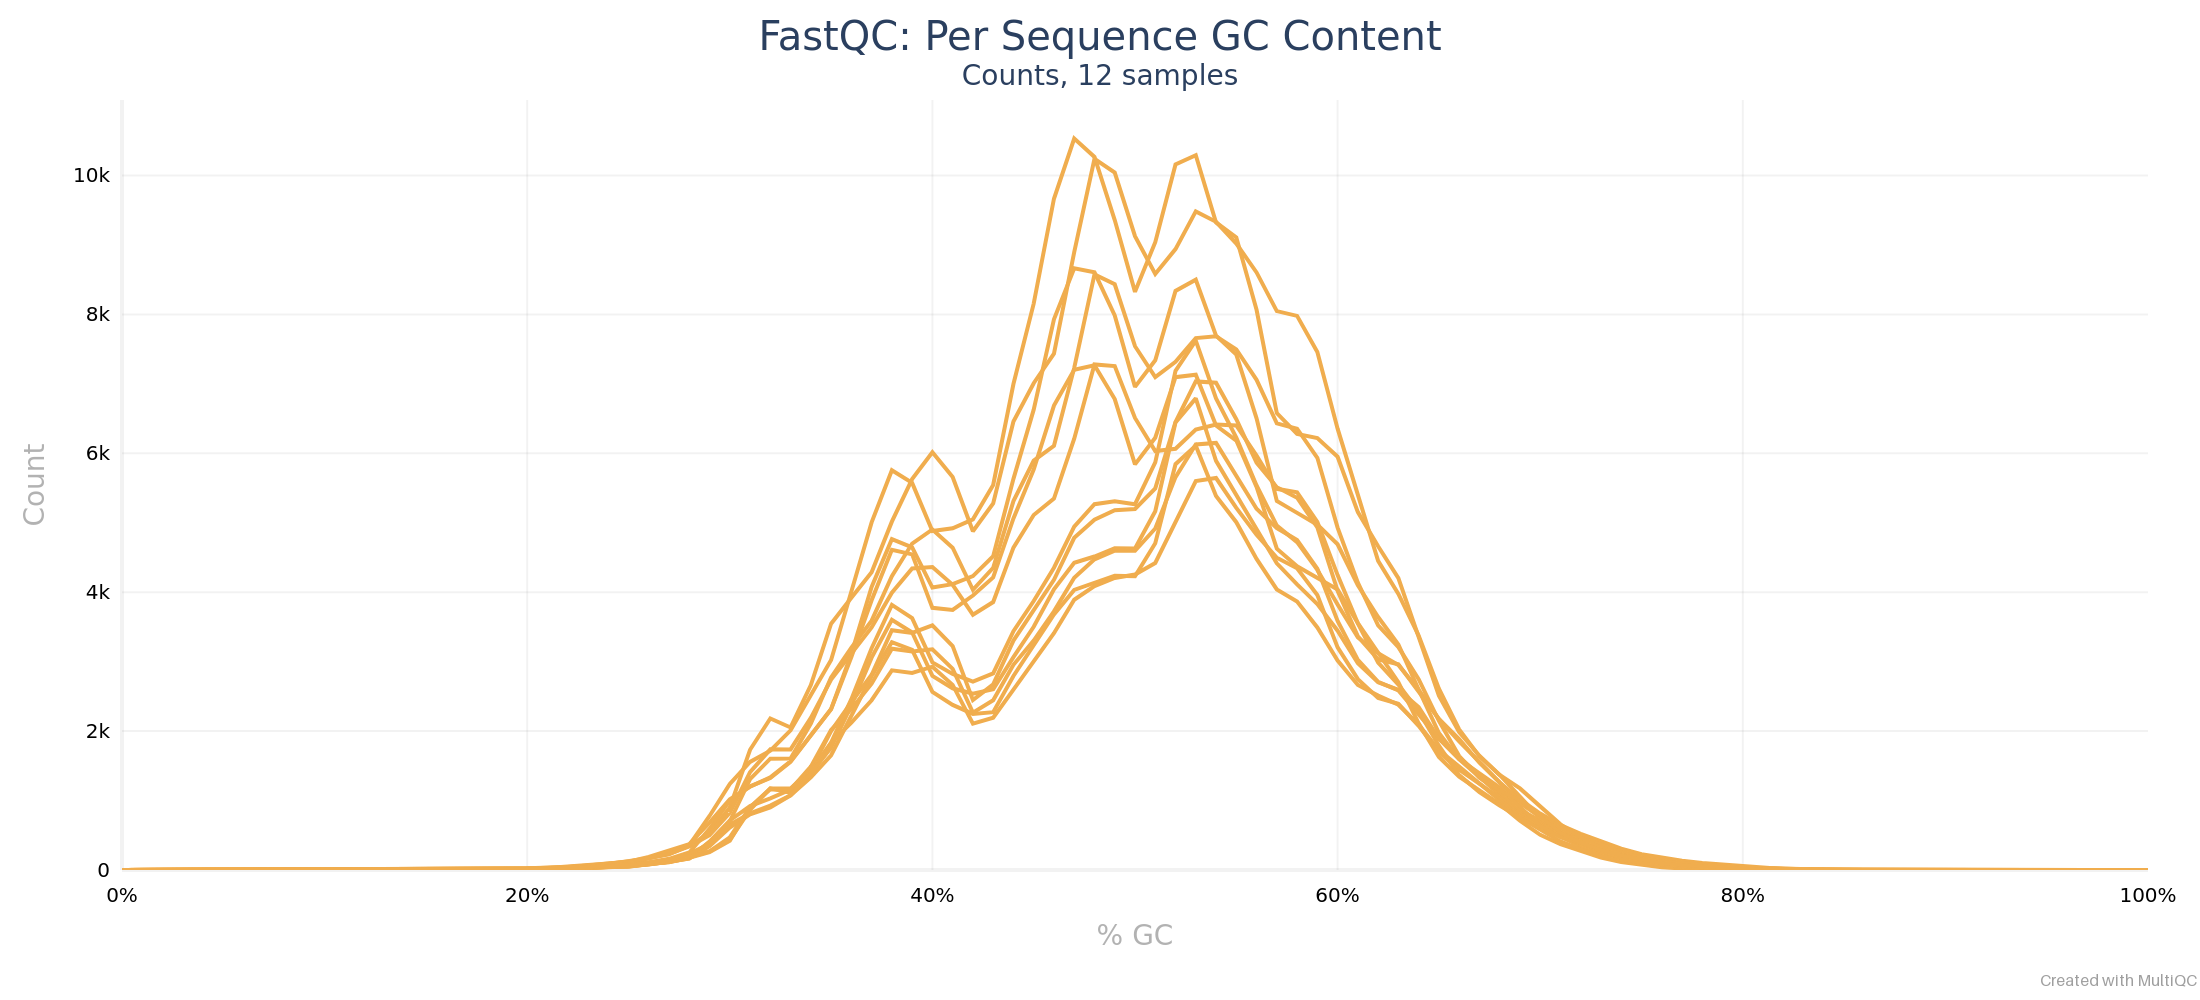 FastQC: Per Sequence GC Content
Counts, 12 samples
10k
8k
6k
4k
2k
0
Count
0% 20% 40% 60% 80% 100%
% GC
Created with MultiQC